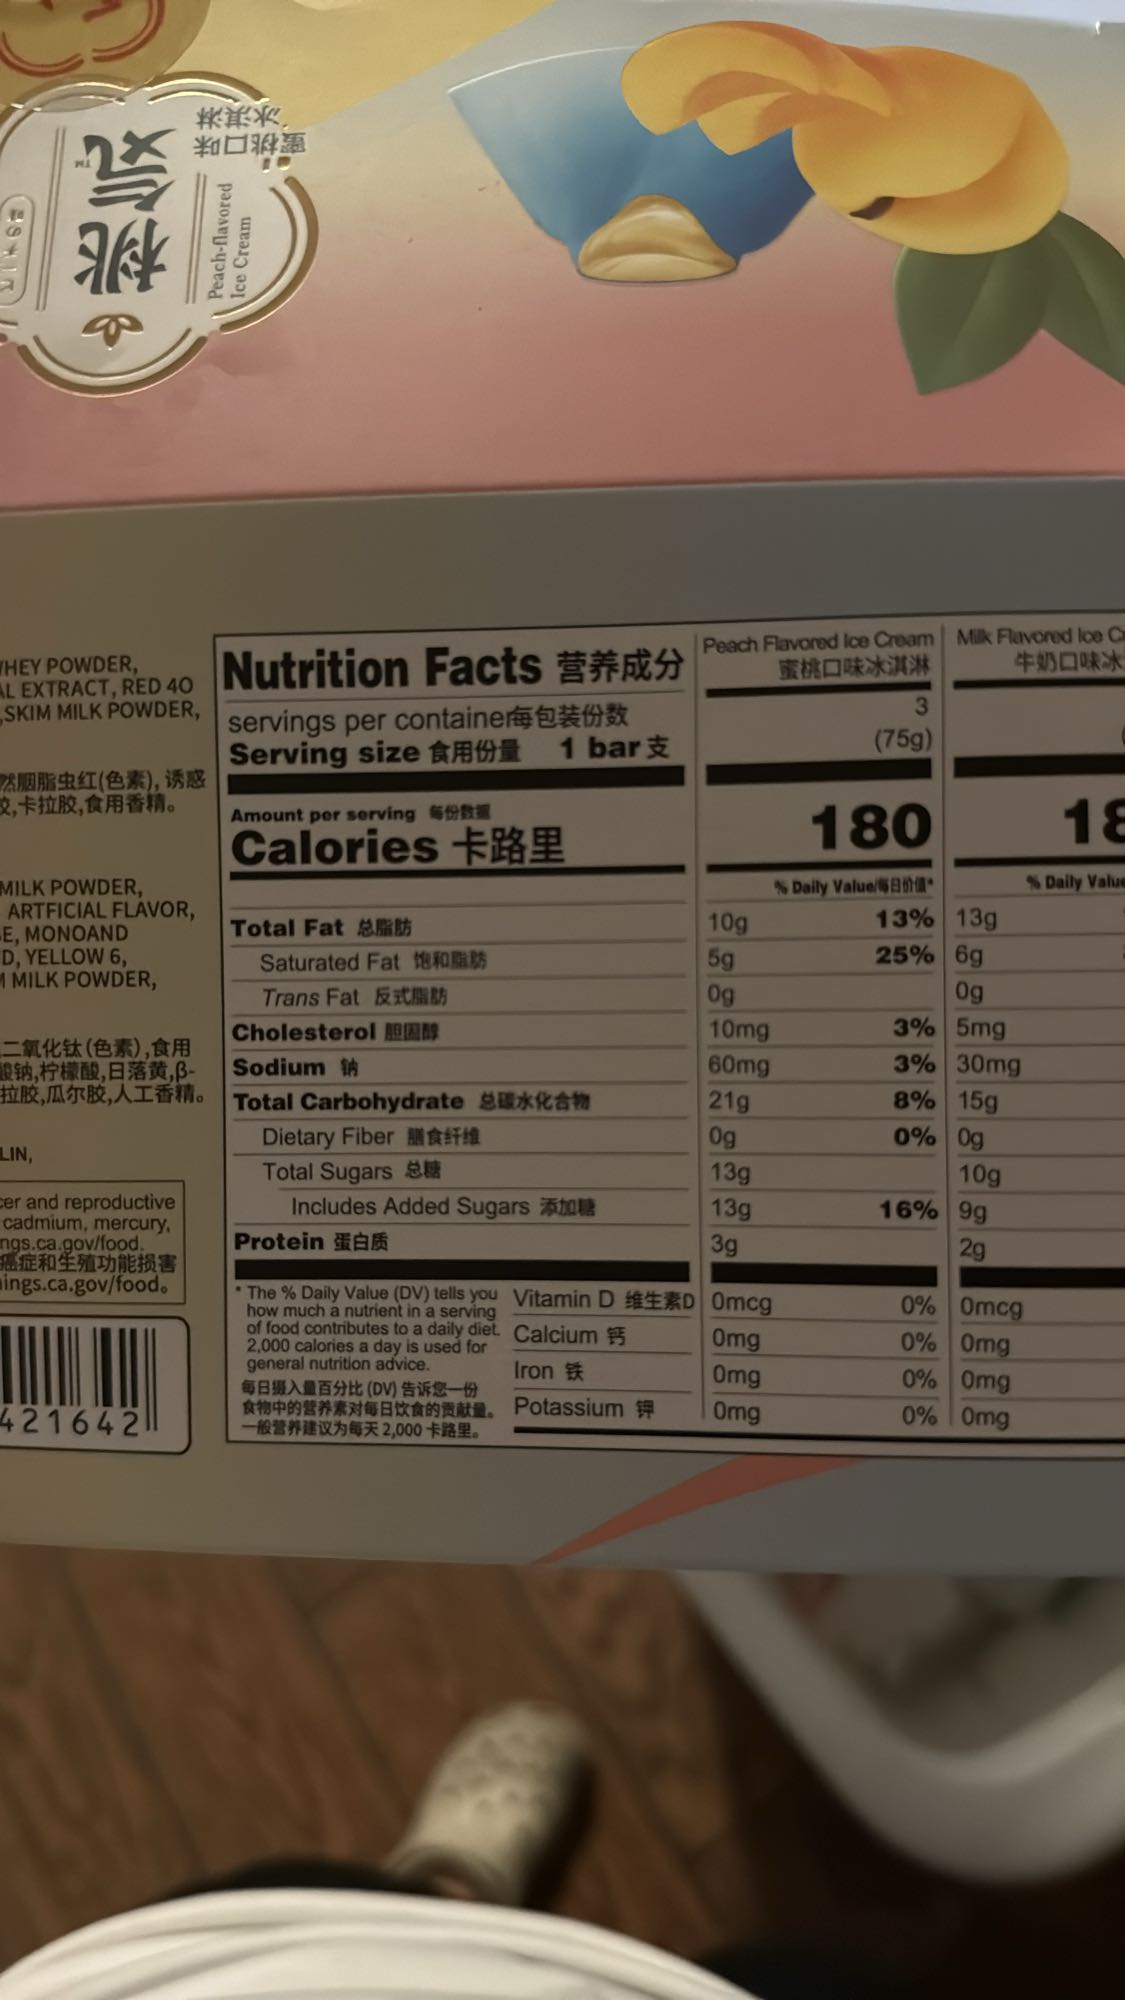 蜜桃口味
冰淇淋
桃气
TM
Peach-flavored
Ice Cream
WHEY POWDER,
EXTRACT, RED 40
SKIM MILK POWDER,
然胭脂虫红(色素), 诱惑
胶,卡拉胶,食用香精。
MILK POWDER,
ARTFICIAL FLAVOR,
MONOAND
YELLOW 6,
MILK POWDER,
二氧化钛(色素),食用
酸钠,柠檬酸,日落黄,β-
拉胶,瓜尔胶,人工香精。
LIN,
cer and reproductive
cadmium, mercury,
ngs.ca.gov/food.
癌症和生殖功能损害
ings.ca.gov/food。
421642
Nutrition Facts 营养成分 Peach Flavored Ice Cream Milk Flavored Ice
蜜桃口味冰淇淋 牛奶口味冰
servings per container每包装份数 3
Serving size 食用份量 1 bar 支 (75g)
Amount per serving 每份数据
Calories 卡路里 180 18
% Daily Value/每日价值* % Daily Value
Total Fat 总脂肪 10g 13% 13g
Saturated Fat 饱和脂肪 5g 25% 6g
Trans Fat 反式脂肪 0g 0g
Cholesterol 胆固醇 10mg 3% 5mg
Sodium 钠 60mg 3% 30mg
Total Carbohydrate 总碳水化合物 21g 8% 15g
Dietary Fiber 膳食纤维 0g 0% 0g
Total Sugars 总糖 13g 10g
Includes Added Sugars 添加糖 13g 16% 9g
Protein 蛋白质 3g 2g
* The % Daily Value (DV) tells you
how much a nutrient in a serving
of food contributes to a daily diet.
2,000 calories a day is used for
general nutrition advice.
每日摄入量百分比 (DV) 告诉您一份
食物中的营养素对每日饮食的贡献量。
一般营养建议为每天 2,000 卡路里。
Vitamin D 维生素D 0mcg 0% 0mcg
Calcium 钙 0mg 0% 0mg
Iron 铁 0mg 0% 0mg
Potassium 钾 0mg 0% 0mg